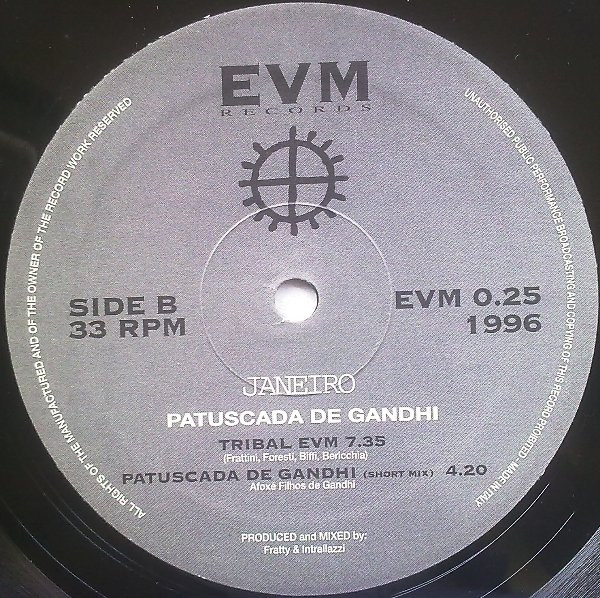 EVM
RECORDS
ALL RIGHTS OF THE MANUFACTURED AND OF THE OWNER OF THE RECORD WORK RESERVED
UNAUTHORISED PUBLIC PERFORMANCE BROADCASTING AND COPYING OF THIS RECORD PROHIBITED. MADE IN ITALY
SIDE B
33 RPM
EVM 0.25
1996
JANEIRO
PATUSCADA DE GANDHI
TRIBAL EVM 7.35
(Frattini, Foresti, Biffi, Bericchia)
PATUSCADA DE GANDHI (SHORT MIX) 4.20
Afoxè Filhos de Gandhi
PRODUCED and MIXED by:
Fratty & Intrallazzi